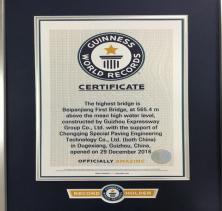 GUINNESS
WORLD RECORDS
CERTIFICATE
The highest bridge is
Beipanjiang First Bridge, at 565.4 m
above the mean high water level,
constructed by Guizhou Expressway
Group Co., Ltd. with the support of
Chongqing Special Paving Engineering
Technology Co., Ltd. (both China)
in Dugexiang, Guizhou, China,
opened on 29 December 2016
OFFICIALLY AMAZING
RECORD HOLDER